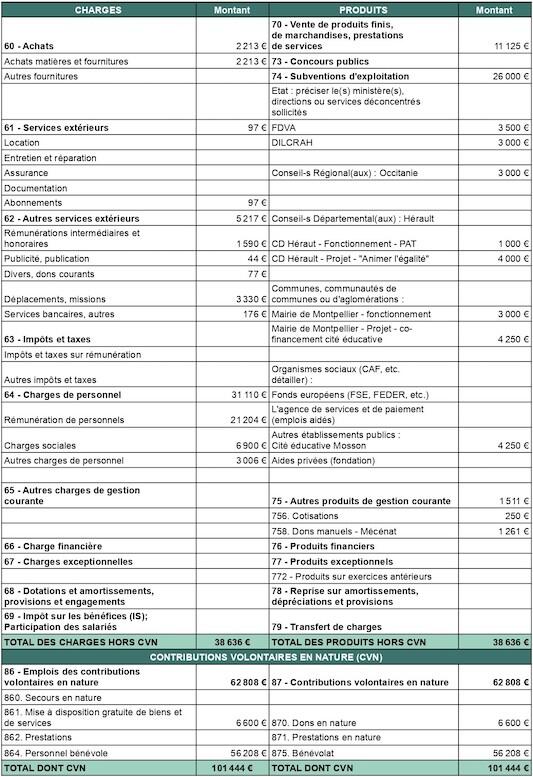 CHARGES Montant PRODUITS Montant
70 - Vente de produits finis,
de marchandises, prestations
60 - Achats 2 213 € de services 11 125 €
Achats matières et fournitures 2 213 € 73 - Concours publics
Autres fournitures 74 - Subventions d'exploitation 26 000 €
Etat : préciser le(s) ministère(s),
directions ou services déconcentrés
sollicités
61 - Services extérieurs 97 € FDVA 3 500 €
Location DILCRAH 3 000 €
Entretien et réparation
Assurance Conseil-s Régional(aux) : Occitanie 3 000 €
Documentation
Abonnements 97 €
62 - Autres services extérieurs 5 217 € Conseil-s Départemental(aux) : Hérault
Rémunérations intermédiaires et
honoraires 1 590 € CD Héraut - Fonctionnement - PAT 1 000 €
Publicité, publication 44 € CD Hérault - Projet - "Animer l'égalité" 4 000 €
Divers, dons courants 77 €
Communes, communautés de
Déplacements, missions 3 330 € communes ou d'aglomérations :
Services bancaires, autres 176 € Mairie de Montpellier - fonctionnement 3 000 €
Mairie de Montpellier - Projet - co-
63 - Impôts et taxes financement cité éducative 4 250 €
Impôts et taxes sur rémunération
Organismes sociaux (CAF, etc.
Autres impôts et taxes détailler) :
64 - Charges de personnel 31 110 € Fonds européens (FSE, FEDER, etc.)
L'agence de services et de paiement
Rémunération de personnels 21 204 € (emplois aidés)
Autres établissements publics :
Charges sociales 6 900 € Cité éducative Mosson 4 250 €
Autres charges de personnel 3 006 € Aides privées (fondation)
65 - Autres charges de gestion
courante 75 - Autres produits de gestion courante 1 511 €
756. Cotisations 250 €
758. Dons manuels - Mécénat 1 261 €
66 - Charge financière 76 - Produits financiers
67 - Charges exceptionnelles 77 - Produits exceptionnels
772 - Produits sur exercices antérieurs
68 - Dotations et amortissements, 78 - Reprise sur amortissements,
provisions et engagements dépréciations et provisions
69 - Impôt sur les bénéfices (IS);
Participation des salariés 79 - Transfert de charges
TOTAL DES CHARGES HORS CVN 38 636 € TOTAL DES PRODUITS HORS CVN 38 636 €
CONTRIBUTIONS VOLONTAIRES EN NATURE (CVN)
86 - Emplois des contributions
volontaires en nature 62 808 € 87 - Contributions volontaires en nature 62 808 €
860. Secours en nature
861. Mise à disposition gratuite de biens et
de services 6 600 € 870. Dons en nature 6 600 €
862. Prestations 871. Prestations en nature
864. Personnel bénévole 56 208 € 875. Bénévolat 56 208 €
TOTAL DONT CVN 101 444 € TOTAL DONT CVN 101 444 €